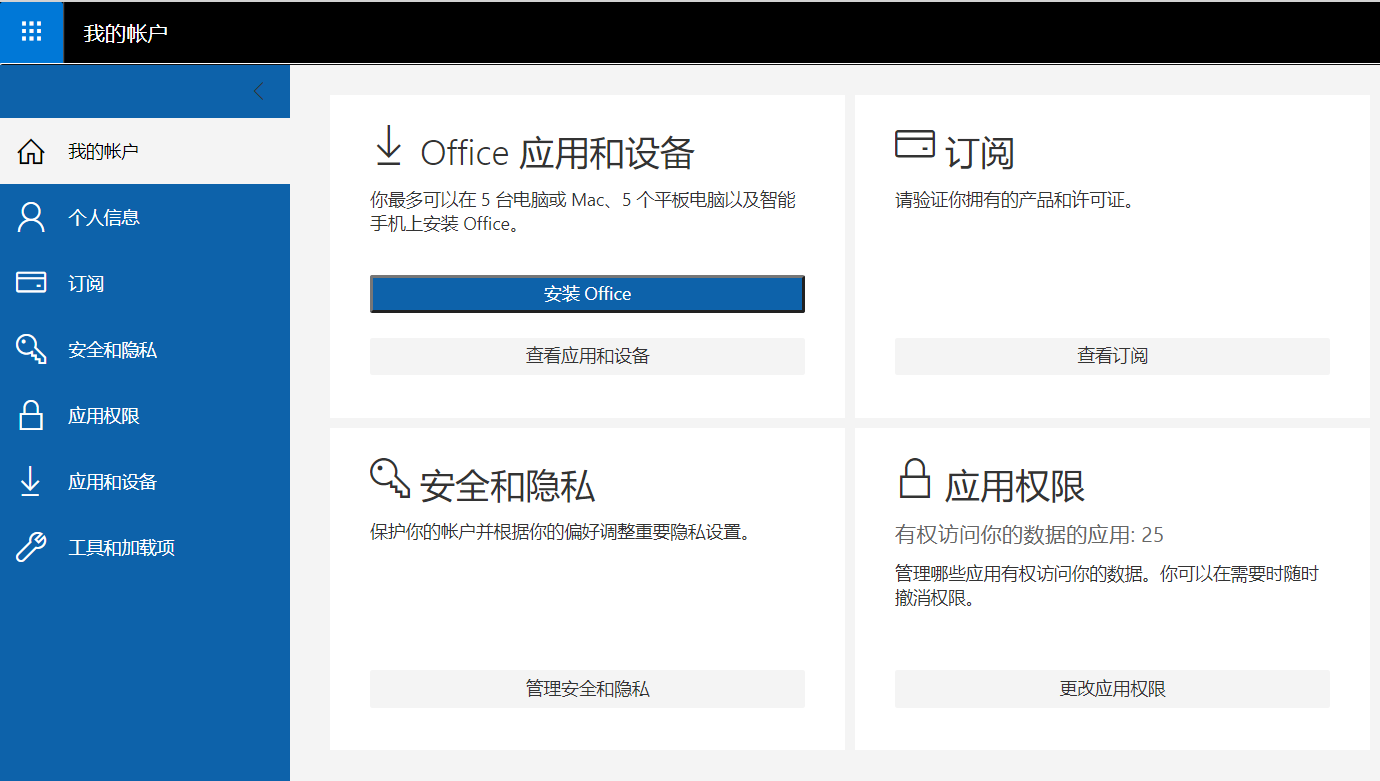 我的帐户
我的帐户
个人信息
订阅
安全和隐私
应用权限
应用和设备
工具和加载项
Office 应用和设备
你最多可以在 5 台电脑或 Mac、5 个平板电脑以及智能
手机上安装 Office。
安装 Office
查看应用和设备
订阅
请验证你拥有的产品和许可证。
查看订阅
安全和隐私
保护你的帐户并根据你的偏好调整重要隐私设置。
管理安全和隐私
应用权限
有权访问你的数据的应用: 25
管理哪些应用有权访问你的数据。你可以在需要时随时
撤消权限。
更改应用权限